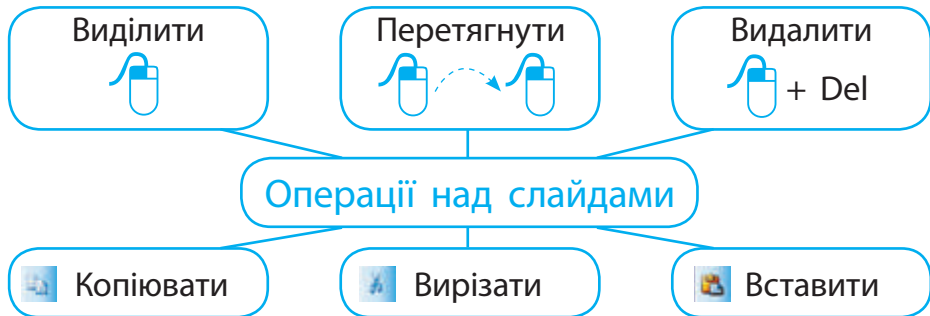 Виділити
Перетягнути
Видалити
+ Del
Операції над слайдами
Копіювати
Вирізати
Вставити